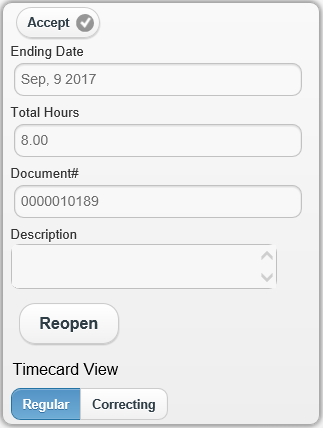 Accept
Ending Date
Sep, 9 2017
Total Hours
8.00
Document#
0000010189
Description
Reopen
Timecard View
Regular Correcting